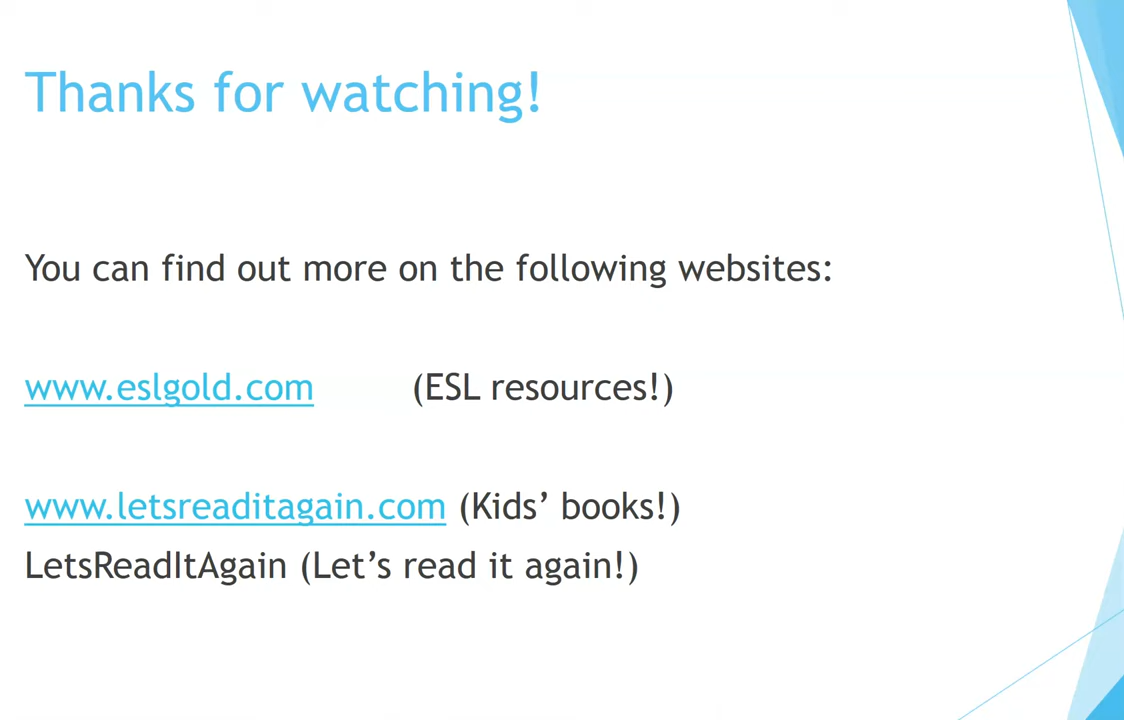 Thanks for watching!
You can find out more on the following websites:
www.eslgold.com (ESL resources!)
www.letsreaditagain.com (Kids’ books!)
LetsReadItAgain (Let’s read it again!)